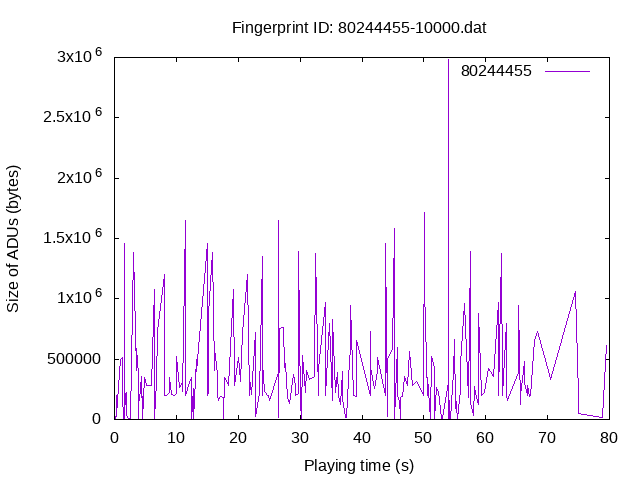 Fingerprint ID: 80244455-10000.dat
3x10^6
80244455
2.5x10^6
2x10^6
1.5x10^6
1x10^6
500000
0
Size of ADUs (bytes)
0 10 20 30 40 50 60 70 80
Playing time (s)